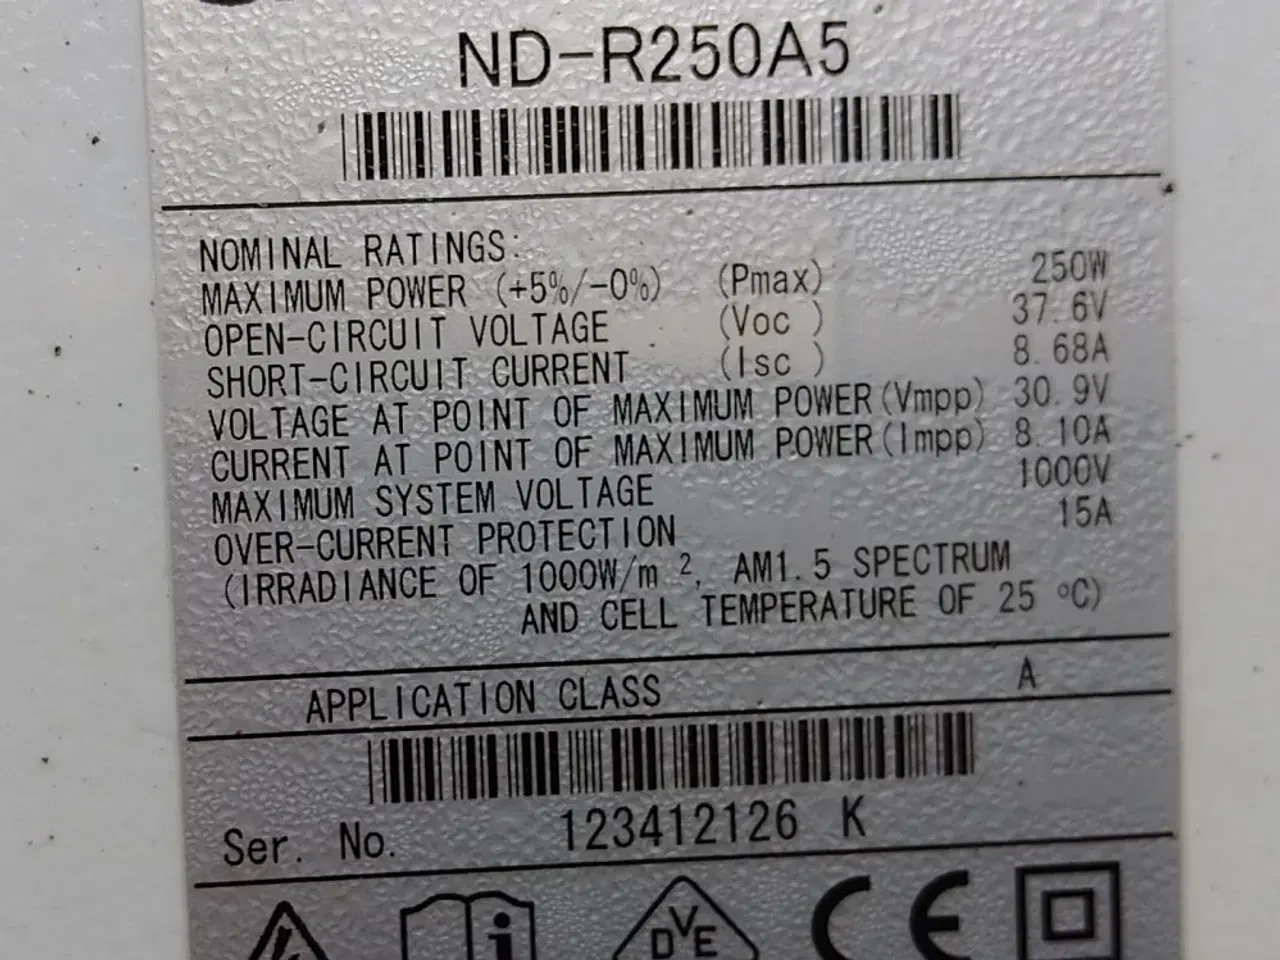 ND-R250A5
NOMINAL RATINGS:
MAXIMUM POWER (+5%/-0%) (Pmax) 250W
OPEN-CIRCUIT VOLTAGE (Voc ) 37.6V
SHORT-CIRCUIT CURRENT (Isc ) 8.68A
VOLTAGE AT POINT OF MAXIMUM POWER(Vmpp) 30.9V
CURRENT AT POINT OF MAXIMUM POWER(Impp) 8.10A
MAXIMUM SYSTEM VOLTAGE 1000V
OVER-CURRENT PROTECTION 15A
(IRRADIANCE OF 1000W/m ², AM1.5 SPECTRUM
AND CELL TEMPERATURE OF 25 °C)
APPLICATION CLASS A
Ser. No. 123412126 K
i VDE CE